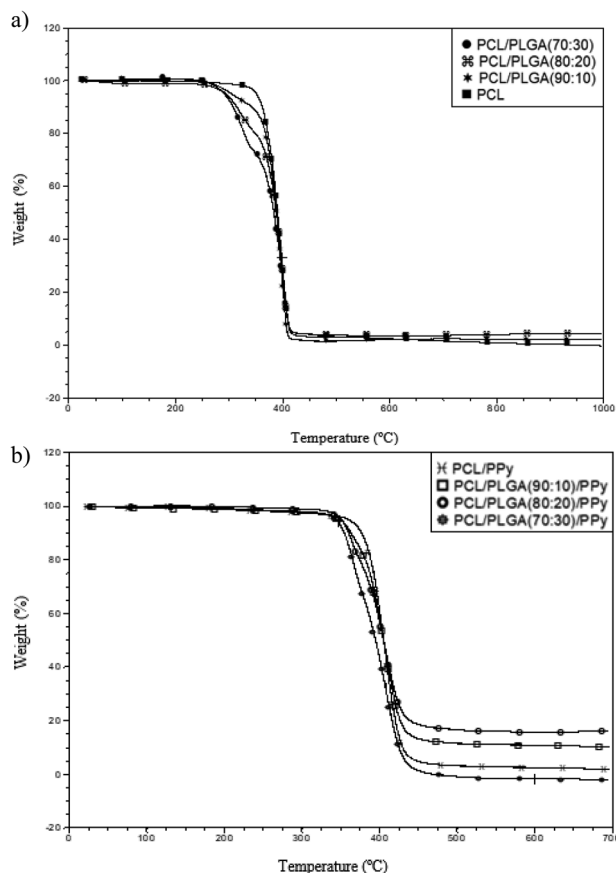 a)
120
100
80
60
40
20
0
-20
Weight (%)
PCL/PLGA(70:30)
PCL/PLGA(80:20)
PCL/PLGA(90:10)
PCL
0
200
400
600
800
1000
Temperature (°C)
b)
120
100
80
60
40
20
0
-20
Weight (%)
PCL/PPy
PCL/PLGA(90:10)/PPy
PCL/PLGA(80:20)/PPy
PCL/PLGA(70:30)/PPy
0
100
200
300
400
500
600
700
Temperature (°C)